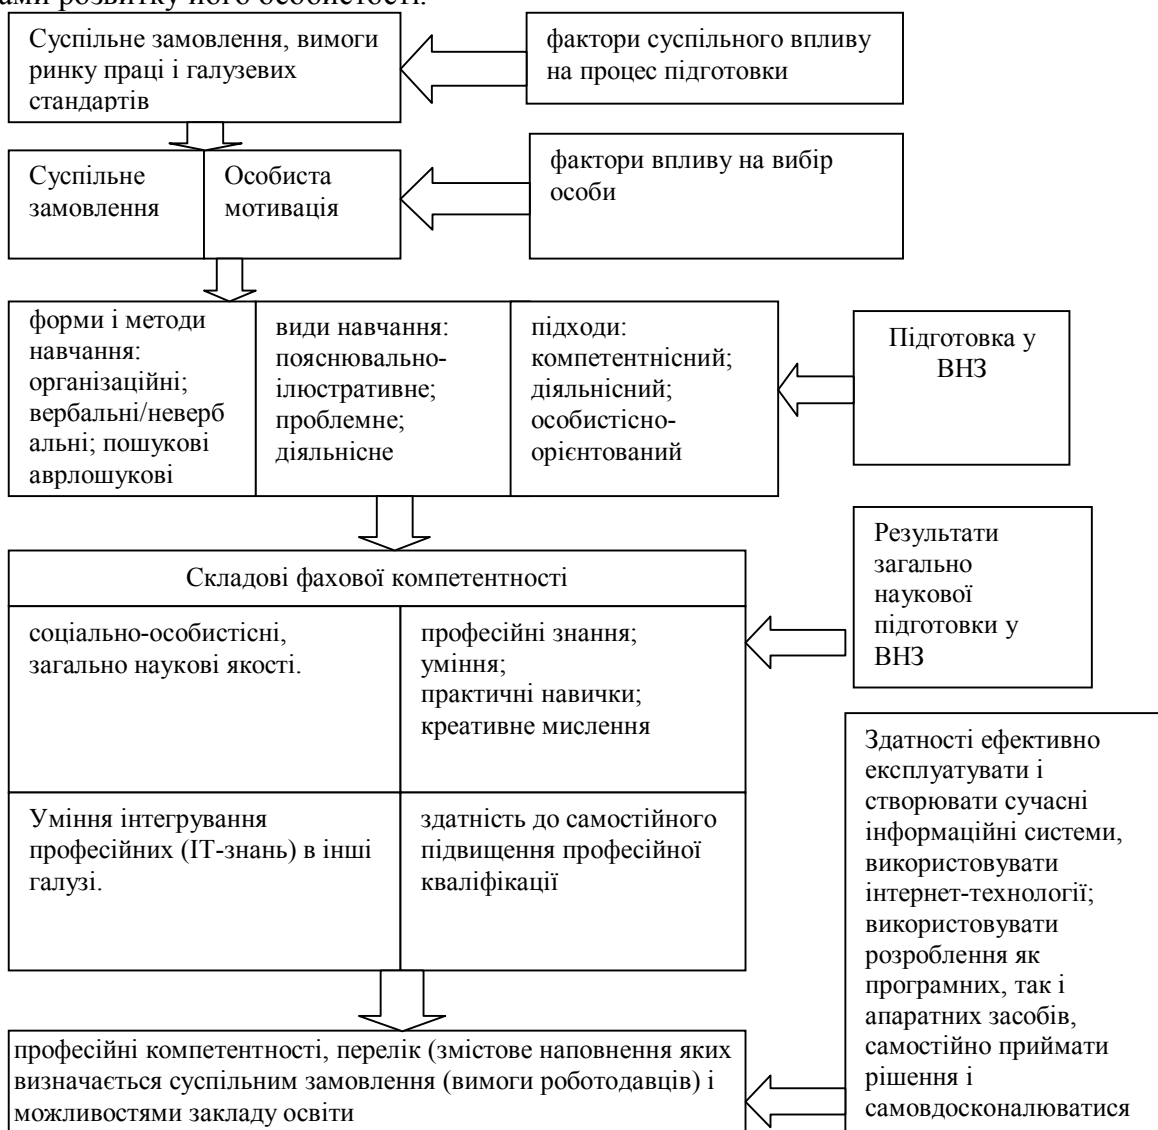 ами розвитку його особистості.
Суспільне замовлення, вимоги
ринку праці і галузевих
стандартів
фактори суспільного впливу
на процес підготовки
Суспільне
замовлення
Особиста
мотивація
фактори впливу на вибір
особи
форми і методи
навчання:
організаційні;
вербальні/неверб
альні; пошукові
аврлошукові
види навчання:
пояснювально-
ілюстративне;
проблемне;
діяльнісне
підходи:
компетентнісний;
діяльнісний;
особистісно-
орієнтований
Підготовка у
ВНЗ
Складові фахової компетентності
соціально-особистісні,
загально наукові якості.
професійні знання;
уміння;
практичні навички;
креативне мислення
Результати
загально
наукової
підготовки у
ВНЗ
Уміння інтегрування
професійних (ІТ-знань) в інші
галузі.
здатність до самостійного
підвищення професійної
кваліфікації
Здатності ефективно
експлуатувати і
створювати сучасні
інформаційні системи,
використовувати
інтернет-технології;
використовувати
розроблення як
програмних, так і
апаратних засобів,
самостійно приймати
рішення і
самовдосконалюватися
професійні компетентності, перелік (змістове наповнення яких
визначається суспільним замовлення (вимоги роботодавців) і
можливостями закладу освіти